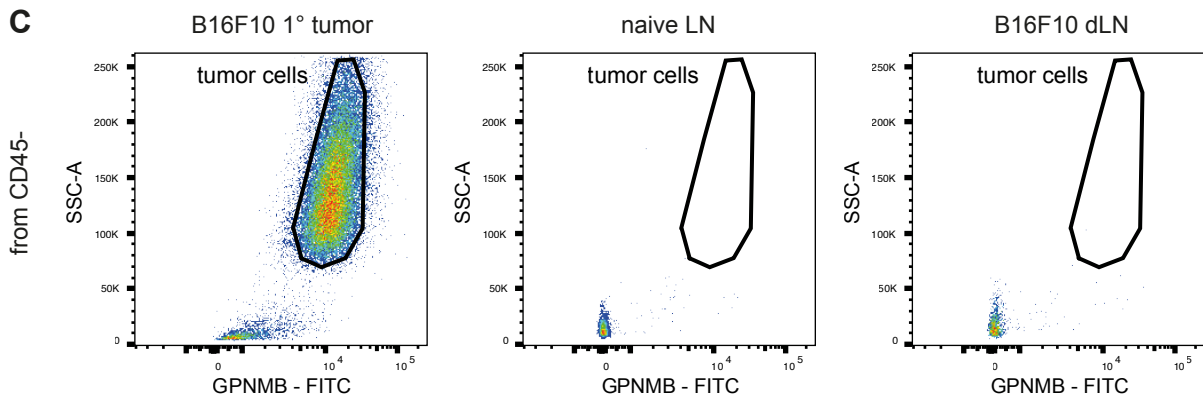 C
B16F10 1° tumor
naive LN
B16F10 dLN
from CD45-
SSC-A
250K
200K
150K
100K
50K
0
tumor cells
0
10 4
10 5
GPNMB - FITC
SSC-A
250K
200K
150K
100K
50K
0
tumor cells
0
10 4
10 5
GPNMB - FITC
SSC-A
250K
200K
150K
100K
50K
0
tumor cells
0
10 4
10 5
GPNMB - FITC